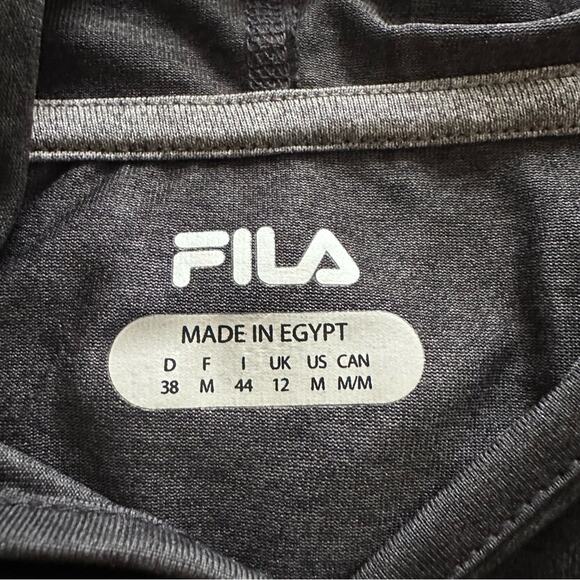 FILA
MADE IN EGYPT
D F I UK US CAN
38 M 44 12 M M/M